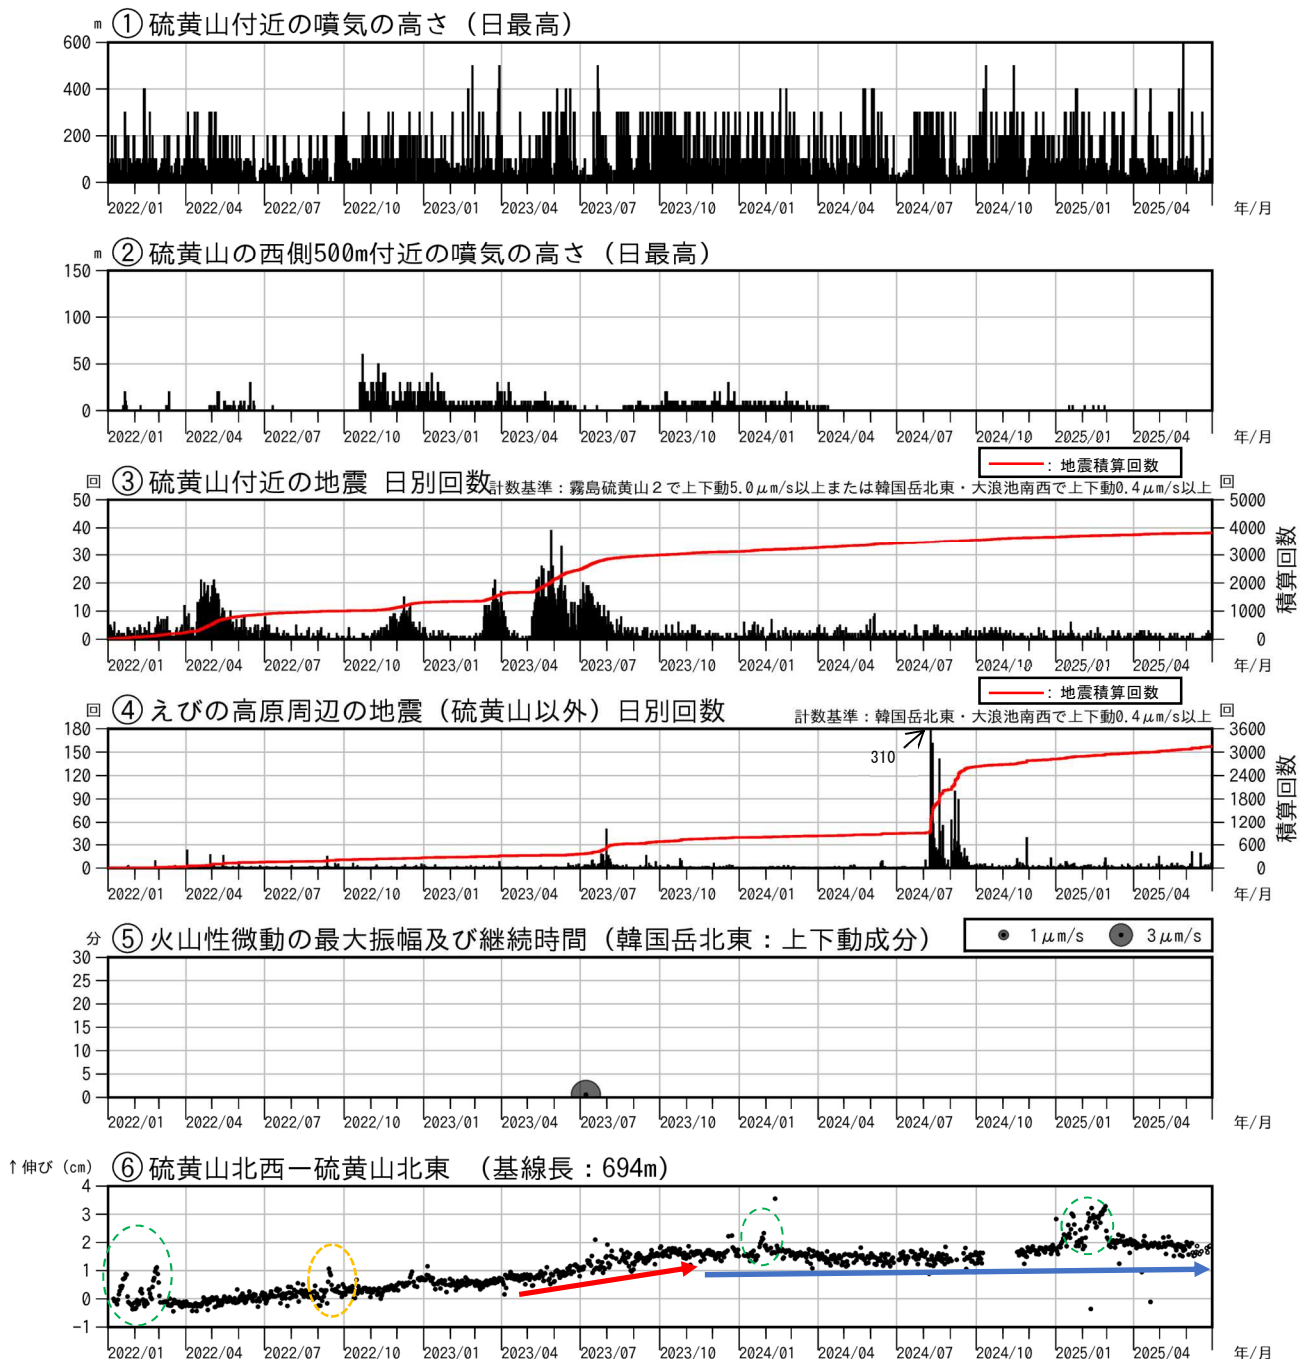 m ①硫黄山付近の噴気の高さ（日最高）
600
400
200
0
2022/01 2022/04 2022/07 2022/10 2023/01 2023/04 2023/07 2023/10 2024/01 2024/04 2024/07 2024/10 2025/01 2025/04 年/月
m ②硫黄山の西側500m付近の噴気の高さ（日最高）
150
100
50
0
2022/01 2022/04 2022/07 2022/10 2023/01 2023/04 2023/07 2023/10 2024/01 2024/04 2024/07 2024/10 2025/01 2025/04 年/月
：地震積算回数
回 ③硫黄山付近の地震 日別回数 計数基準：霧島硫黄山２で上下動5.0μm/s以上または韓国岳北東・大浪池南西で上下動0.4μm/s以上 回
50 5000
40 4000
30 3000
20 2000
10 1000
0 0
積算回数
2022/01 2022/04 2022/07 2022/10 2023/01 2023/04 2023/07 2023/10 2024/01 2024/04 2024/07 2024/10 2025/01 2025/04 年/月
：地震積算回数
回 ④えびの高原周辺の地震（硫黄山以外）日別回数 計数基準：韓国岳北東・大浪池南西で上下動0.4μm/s以上 回
180 3600
150 3000
310
120 2400
90 1800
60 1200
30 600
0 0
積算回数
2022/01 2022/04 2022/07 2022/10 2023/01 2023/04 2023/07 2023/10 2024/01 2024/04 2024/07 2024/10 2025/01 2025/04 年/月
分 ⑤火山性微動の最大振幅及び継続時間（韓国岳北東：上下動成分） 1μm/s 3μm/s
30
25
20
15
10
5
0
2022/01 2022/04 2022/07 2022/10 2023/01 2023/04 2023/07 2023/10 2024/01 2024/04 2024/07 2024/10 2025/01 2025/04 年/月
↑伸び（cm） ⑥硫黄山北西－硫黄山北東 （基線長：694m）
4
3
2
1
0
-1
2022/01 2022/04 2022/07 2022/10 2023/01 2023/04 2023/07 2023/10 2024/01 2024/04 2024/07 2024/10 2025/01 2025/04 年/月